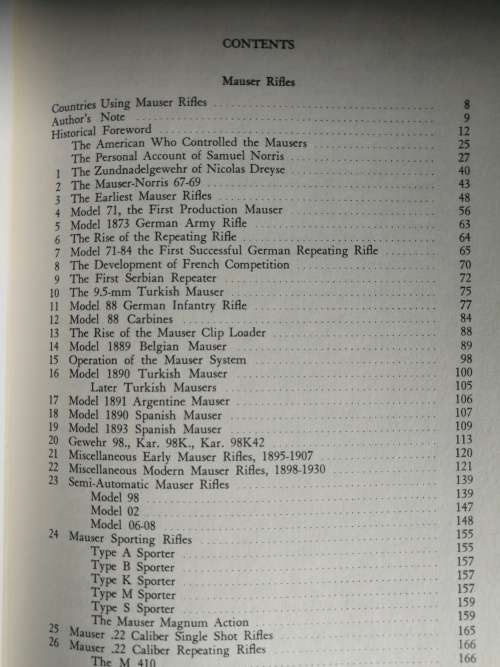 CONTENTS
Mauser Rifles
Countries Using Mauser Rifles 8
Author's Note 9
Historical Foreword 12
The American Who Controlled the Mausers 25
The Personal Account of Samuel Norris 27
1 The Zundnadelgewehr of Nicolas Dreyse 40
2 The Mauser-Norris 67-69 43
3 The Earliest Mauser Rifles 48
4 Model 71, the First Production Mauser 56
5 Model 1873 German Army Rifle 63
6 The Rise of the Repeating Rifle 64
7 Model 71-84 the First Successful German Repeating Rifle 65
8 The Development of French Competition 70
9 The First Serbian Repeater 72
10 The 9.5-mm Turkish Mauser 75
11 Model 88 German Infantry Rifle 77
12 Model 88 Carbines 84
13 The Rise of the Mauser Clip Loader 88
14 Model 1889 Belgian Mauser 89
15 Operation of the Mauser System 98
16 Model 1890 Turkish Mauser 100
Later Turkish Mausers 105
17 Model 1891 Argentine Mauser 106
18 Model 1890 Spanish Mauser 107
19 Model 1893 Spanish Mauser 109
20 Gewehr 98., Kar. 98K., Kar. 98K42 113
21 Miscellaneous Early Mauser Rifles, 1895-1907 120
22 Miscellaneous Modern Mauser Rifles, 1898-1930 121
23 Semi-Automatic Mauser Rifles 139
Model 98 139
Model 02 147
Model 06-08 148
24 Mauser Sporting Rifles 155
Type A Sporter 155
Type B Sporter 157
Type K Sporter 157
Type M Sporter 157
Type S Sporter 159
The Mauser Magnum Action 159
25 Mauser .22 Caliber Single Shot Rifles 165
26 Mauser .22 Caliber Repeating Rifles 166
The M 410 166